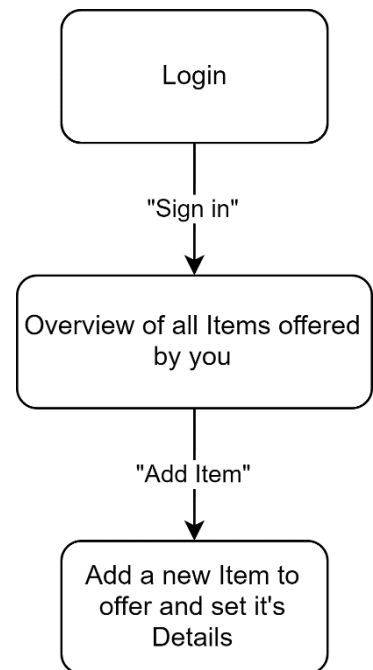 Login
"Sign in"
Overview of all Items offered
by you
"Add Item"
Add a new Item to
offer and set it's
Details